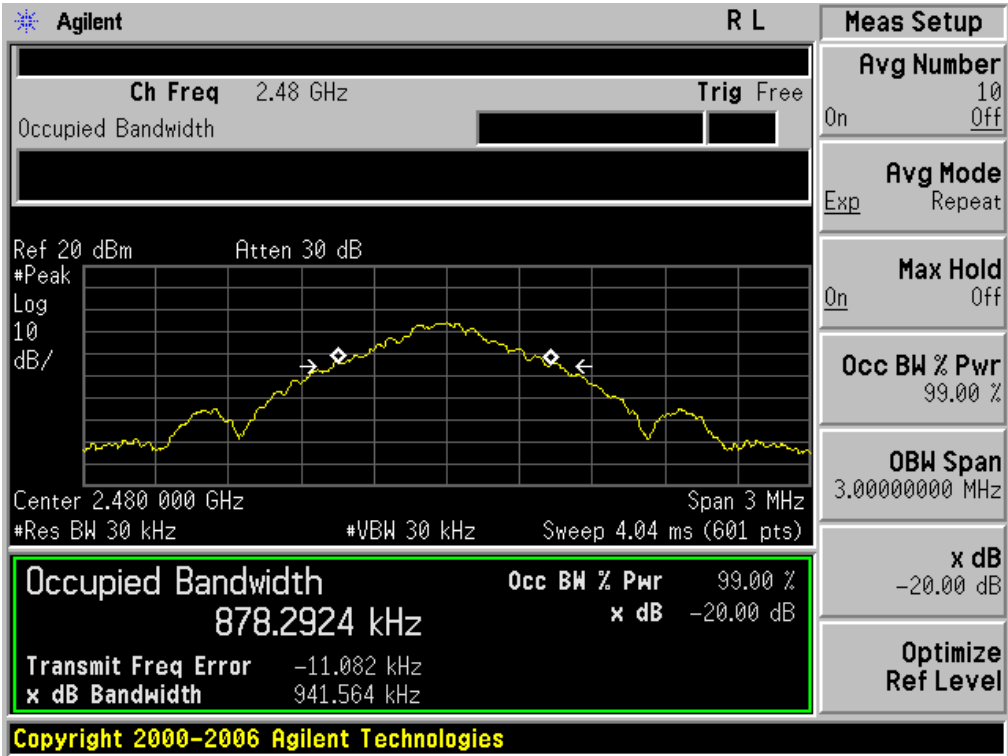 Agilent
R L
Ch Freq 2.48 GHz Trig Free
Occupied Bandwidth
Ref 20 dBm Atten 30 dB
#Peak
Log
10
dB/
Center 2.480 000 GHz Span 3 MHz
#Res BW 30 kHz #VBW 30 kHz Sweep 4.04 ms (601 pts)
Occupied Bandwidth
878.2924 kHz
Occ BW % Pwr 99.00 %
x dB -20.00 dB
Transmit Freq Error -11.082 kHz
x dB Bandwidth 941.564 kHz
Copyright 2000-2006 Agilent Technologies
Meas Setup
Avg Number
10
On Off
Avg Mode
Exp Repeat
Max Hold
On Off
Occ BW % Pwr
99.00 %
OBW Span
3.00000000 MHz
x dB
-20.00 dB
Optimize
Ref Level